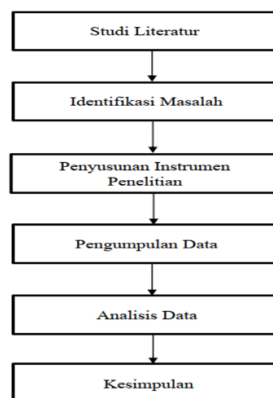 Studi Literatur
Identifikasi Masalah
Penyusunan Instrumen
Penelitian
Pengumpulan Data
Analisis Data
Kesimpulan